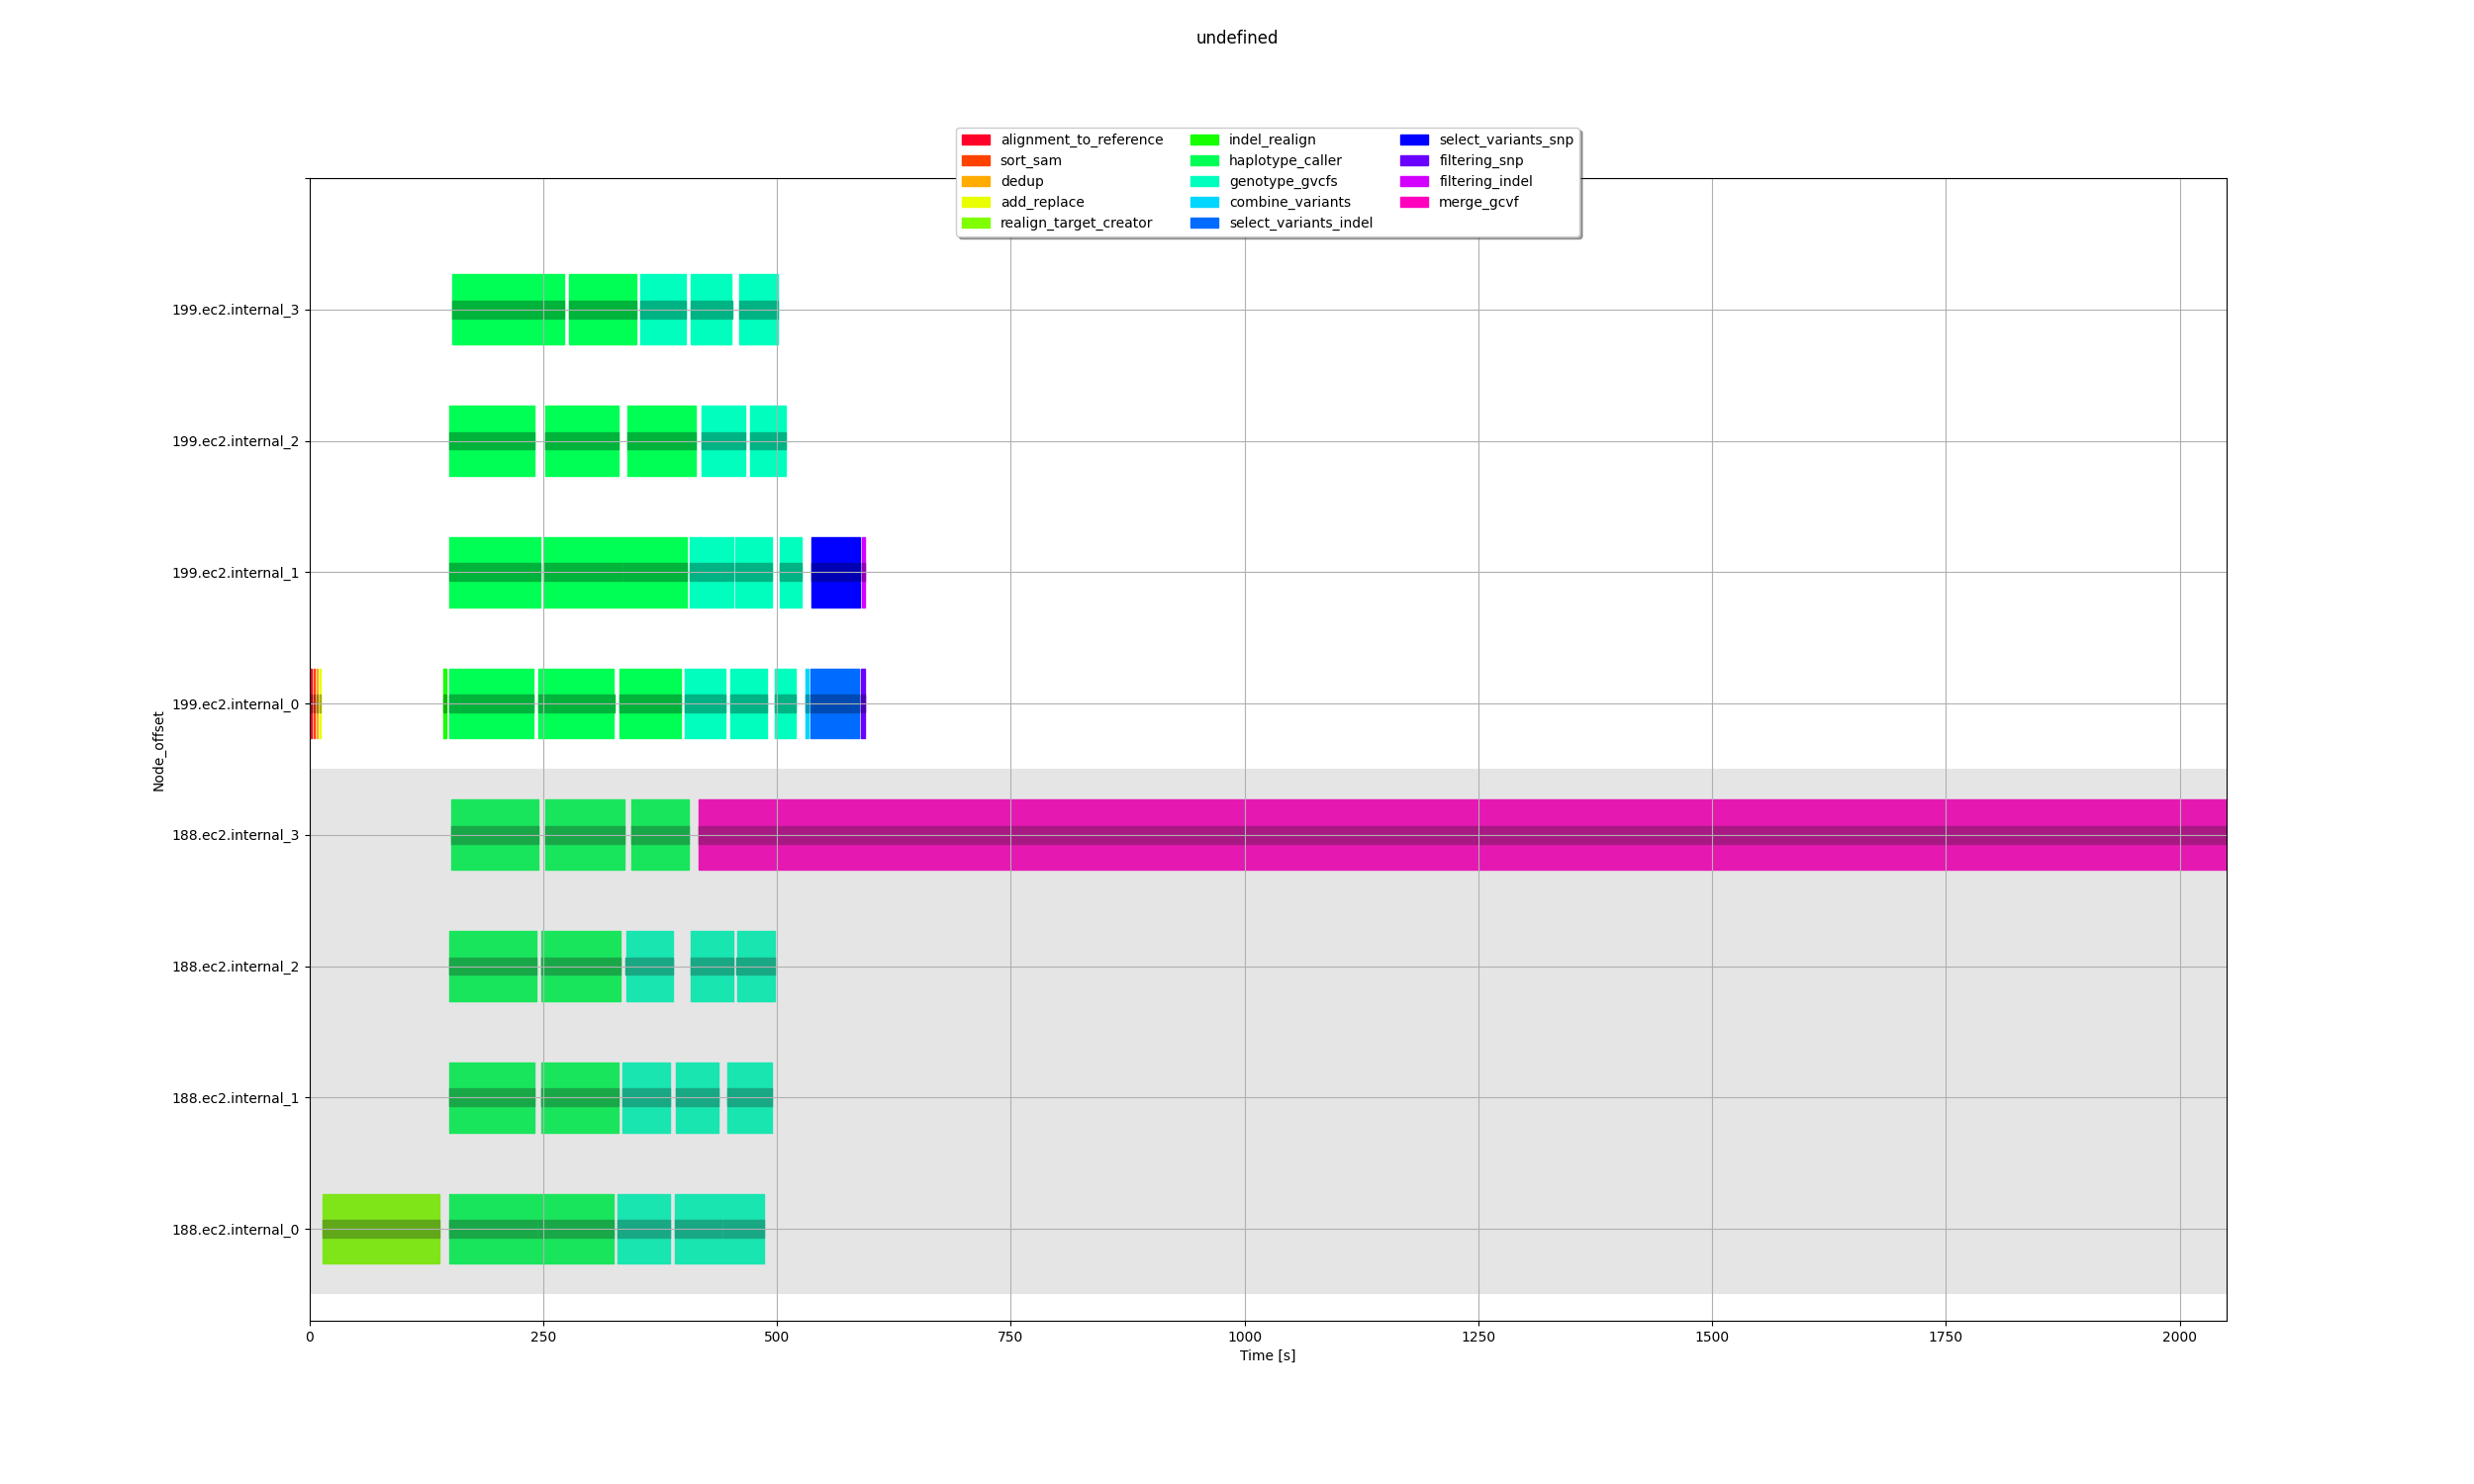 undefined
alignment_to_reference
sort_sam
dedup
add_replace
realign_target_creator
indel_realign
haplotype_caller
genotype_gvcfs
combine_variants
select_variants_indel
select_variants_snp
filtering_snp
filtering_indel
merge_gcvf
199.ec2.internal_3
199.ec2.internal_2
199.ec2.internal_1
199.ec2.internal_0
188.ec2.internal_3
188.ec2.internal_2
188.ec2.internal_1
188.ec2.internal_0
Node_offset
0 250 500 750 1000 1250 1500 1750 2000
Time [s]